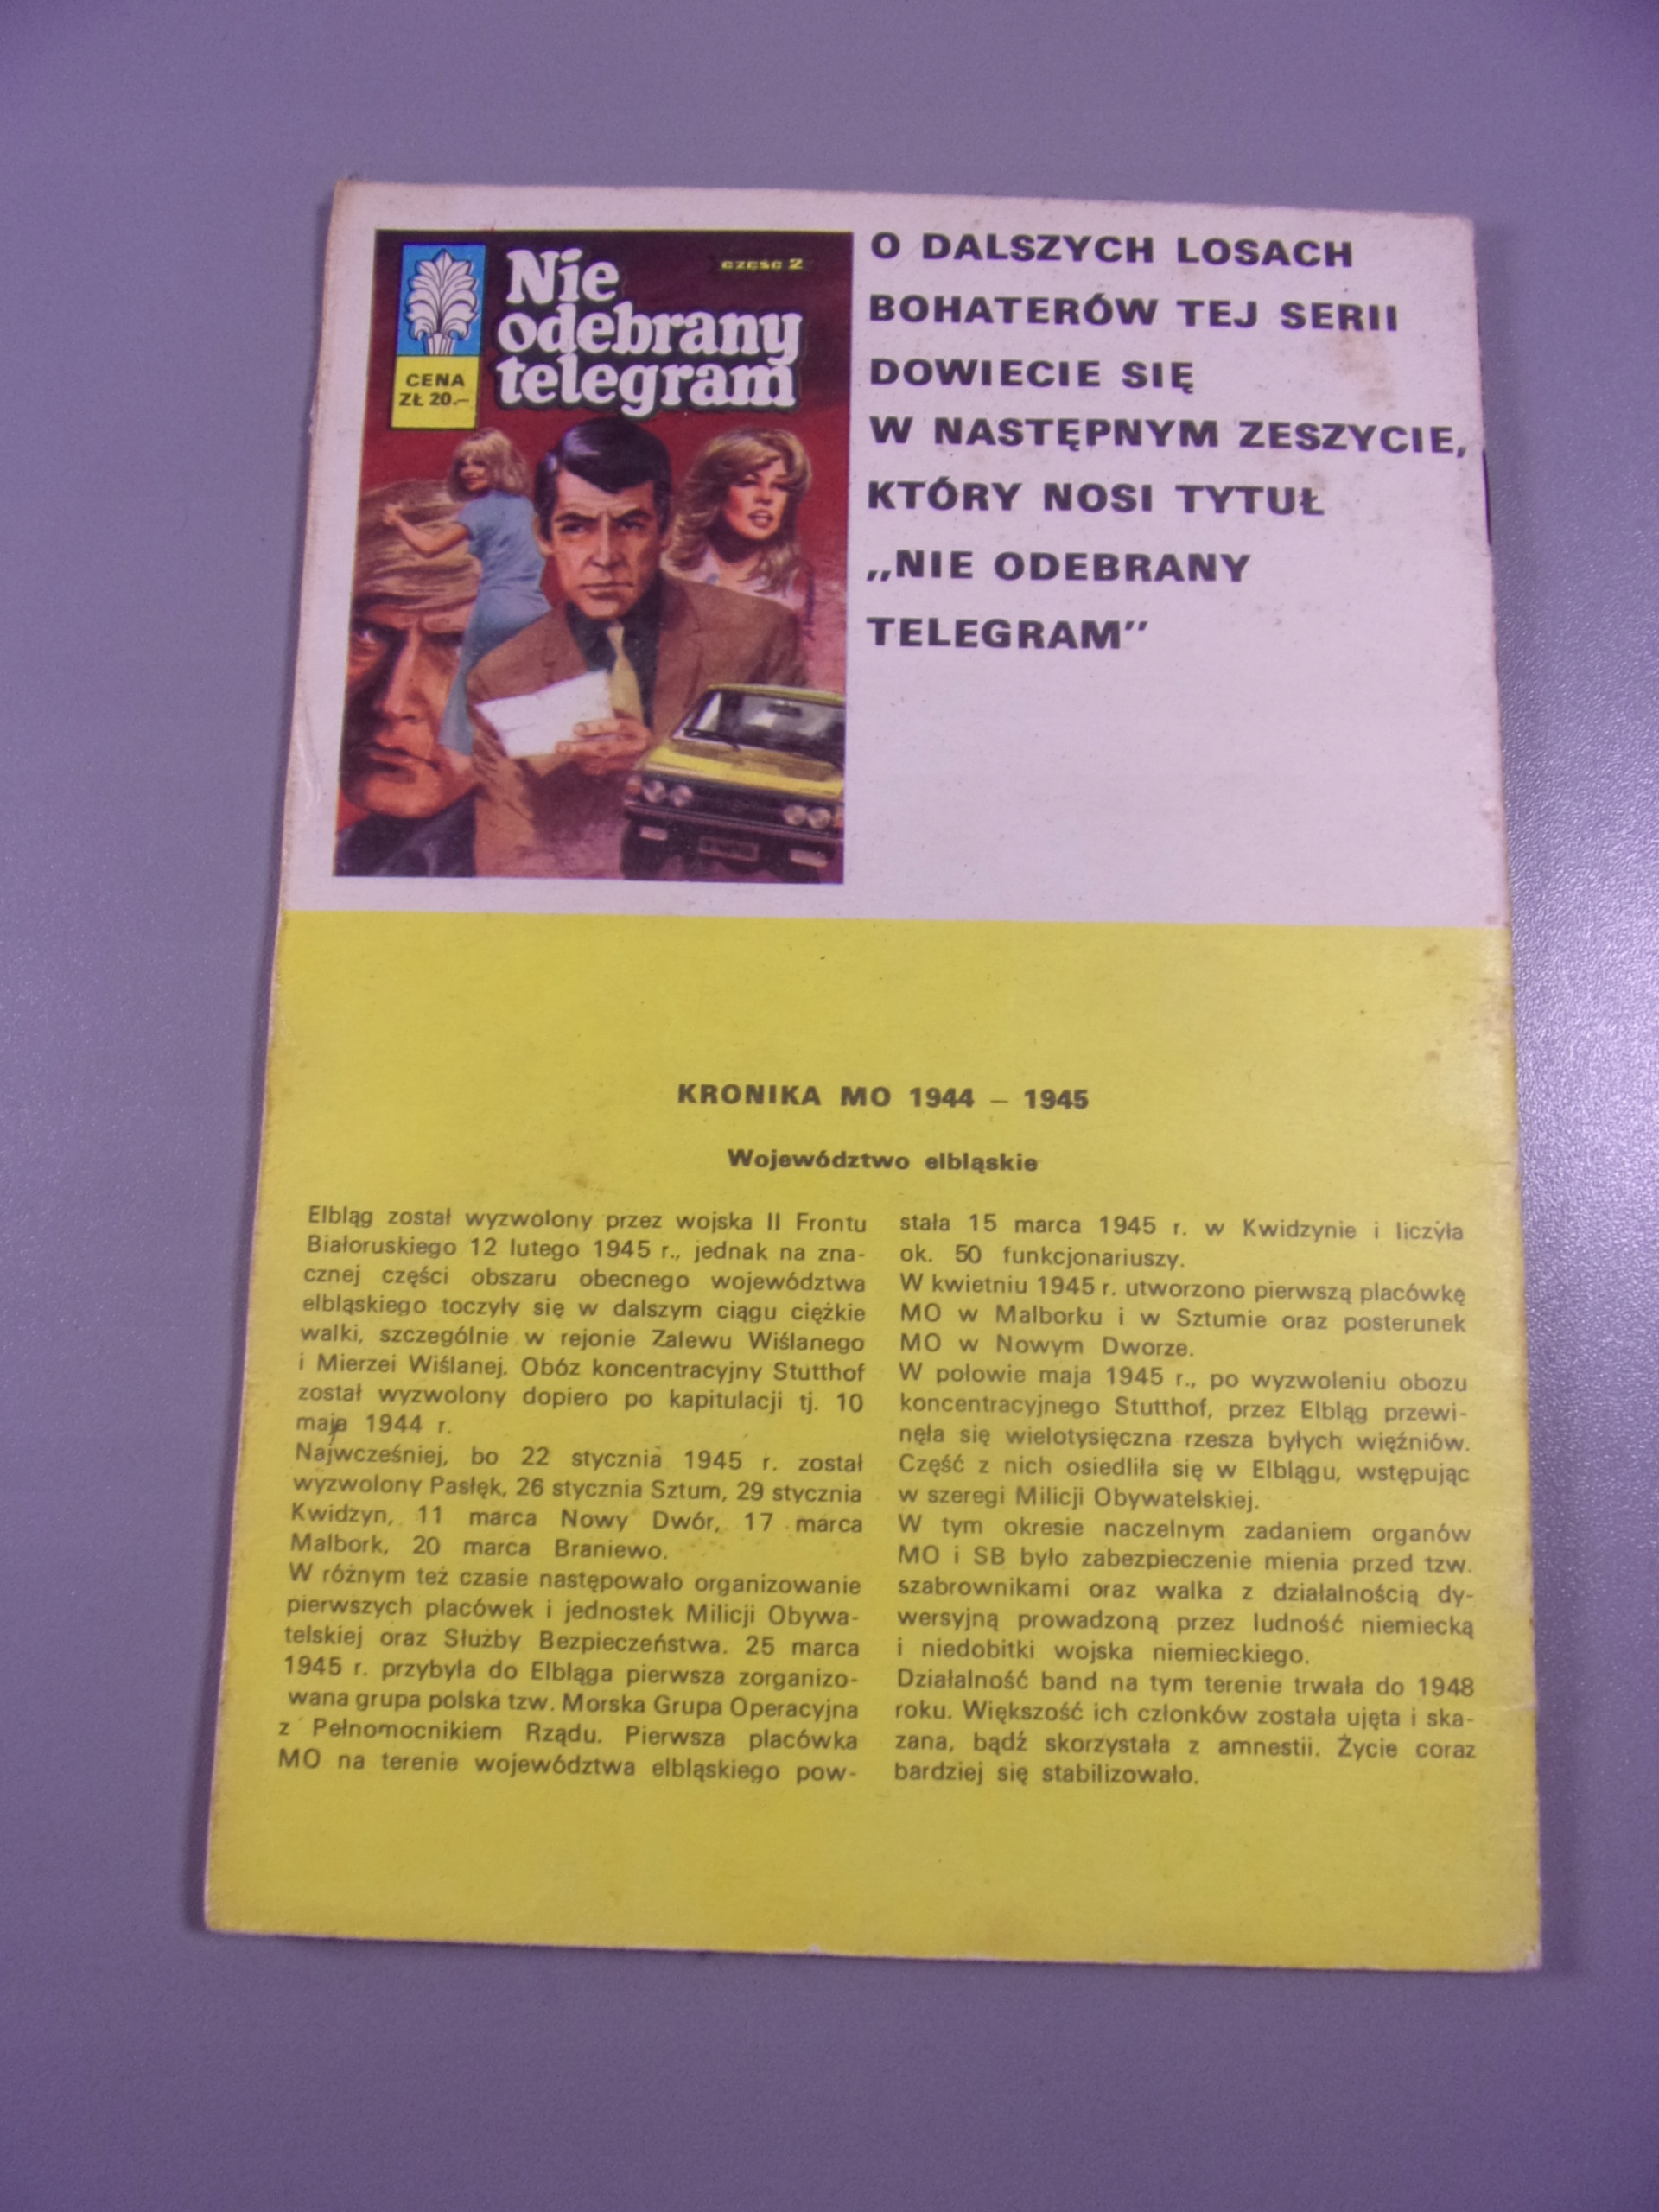 Nie
odebrany
telegram
CZĘŚĆ 2
CENA
ZŁ 20.—
O DALSZYCH LOSACH
BOHATERÓW TEJ SERII
DOWIECIE SIĘ
W NASTĘPNYM ZESZYCIE,
KTÓRY NOSI TYTUŁ
„NIE ODEBRANY
TELEGRAM”
KRONIKA MO 1944 – 1945
Województwo elbląskie
Elbląg został wyzwolony przez wojska II Frontu
Białoruskiego 12 lutego 1945 r., jednak na zna-
cznej części obszaru obecnego województwa
elbląskiego toczyły się w dalszym ciągu ciężkie
walki, szczególnie w rejonie Zalewu Wiślanego
i Mierzei Wiślanej. Obóz koncentracyjny Stutthof
został wyzwolony dopiero po kapitulacji tj. 10
maja 1944 r.
Najwcześniej, bo 22 stycznia 1945 r. został
wyzwolony Pasłęk, 26 stycznia Sztum, 29 stycznia
Kwidzyn, 11 marca Nowy Dwór, 17 marca
Malbork, 20 marca Braniewo.
W różnym też czasie następowało organizowanie
pierwszych placówek i jednostek Milicji Obywa-
telskiej oraz Służby Bezpieczeństwa. 25 marca
1945 r. przybyła do Elbląga pierwsza zorganizo-
wana grupa polska tzw. Morska Grupa Operacyjna
z Pełnomocnikiem Rządu. Pierwsza placówka
MO na terenie województwa elbląskiego pow-
stała 15 marca 1945 r. w Kwidzynie i liczyła
ok. 50 funkcjonariuszy.
W kwietniu 1945 r. utworzono pierwszą placówkę
MO w Malborku i w Sztumie oraz posterunek
MO w Nowym Dworze.
W połowie maja 1945 r., po wyzwoleniu obozu
koncentracyjnego Stutthof, przez Elbląg przewi-
nęła się wielotysięczna rzesza byłych więźniów.
Część z nich osiedliła się w Elblągu, wstępując
w szeregi Milicji Obywatelskiej.
W tym okresie naczelnym zadaniem organów
MO i SB było zabezpieczenie mienia przed tzw.
szabrownikami oraz walka z działalnością dy-
wersyjną prowadzoną przez ludność niemiecką
i niedobitki wojska niemieckiego.
Działalność band na tym terenie trwała do 1948
roku. Większość ich członków została ujęta i ska-
zana, bądź skorzystała z amnestii. Życie coraz
bardziej się stabilizowało.